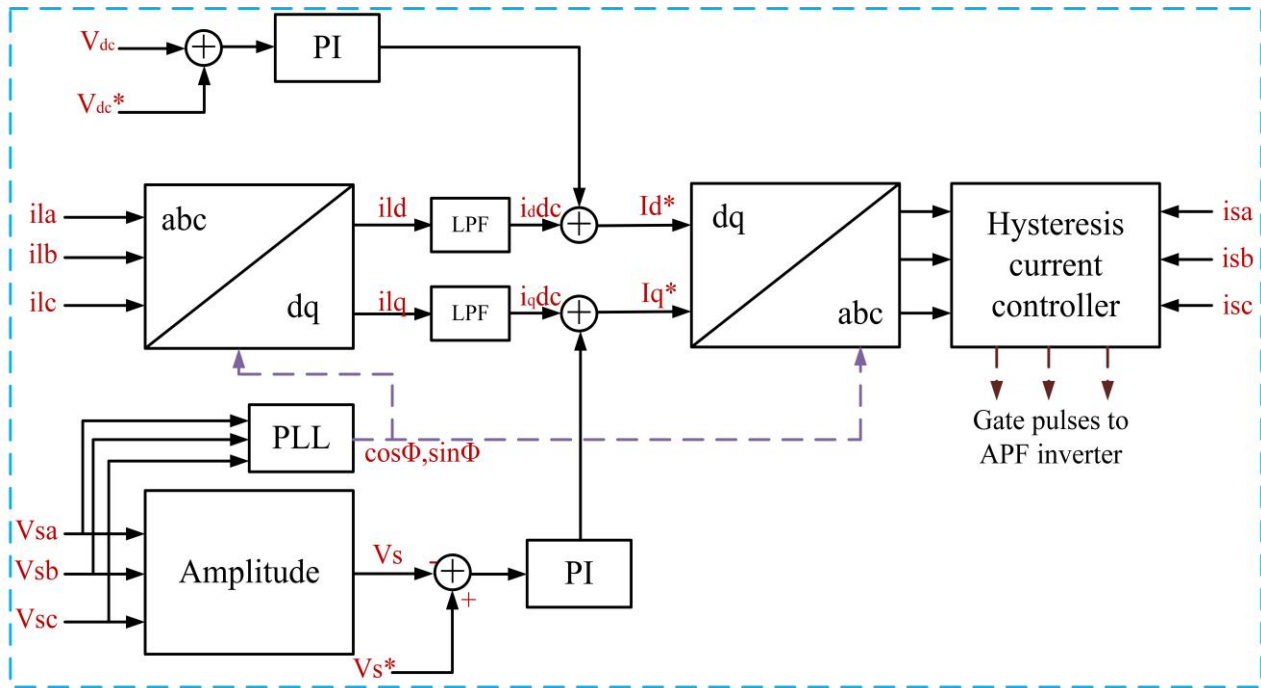 Vdc
PI
Vdc*
ila
ilb
ilc
abc
dq
ild
LPF
iddc
Id*
ilq
LPF
iqdc
Iq*
dq
abc
Hysteresis
current
controller
isa
isb
isc
Gate pulses to
APF inverter
PLL
cosΦ,sinΦ
Vsa
Vsb
Vsc
Amplitude
Vs
-
+
Vs*
PI